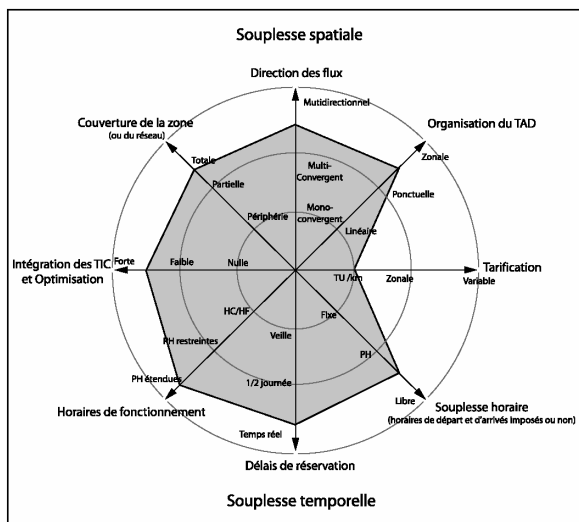 Souplesse spatiale
Direction des flux
Mutidirectionnel
Organisation du TAD
Couverture de la zone
(ou du réseau)
Totale
Zonale
Partielle
Multi-
Convergent
Ponctuelle
Périphérie
Mono-
convergent
Linéaire
Intégration des TIC
et Optimisation
Forte
Faible
Nulle
TU /km
Zonale
Variable
Tarification
HC/HF
Fixe
Veille
PH restreintes
PH
PH étendues
1/2 journée
Libre
Horaires de fonctionnement
Souplesse horaire
(horaires de départ et d'arrivés imposés ou non)
Temps réel
Délais de réservation
Souplesse temporelle